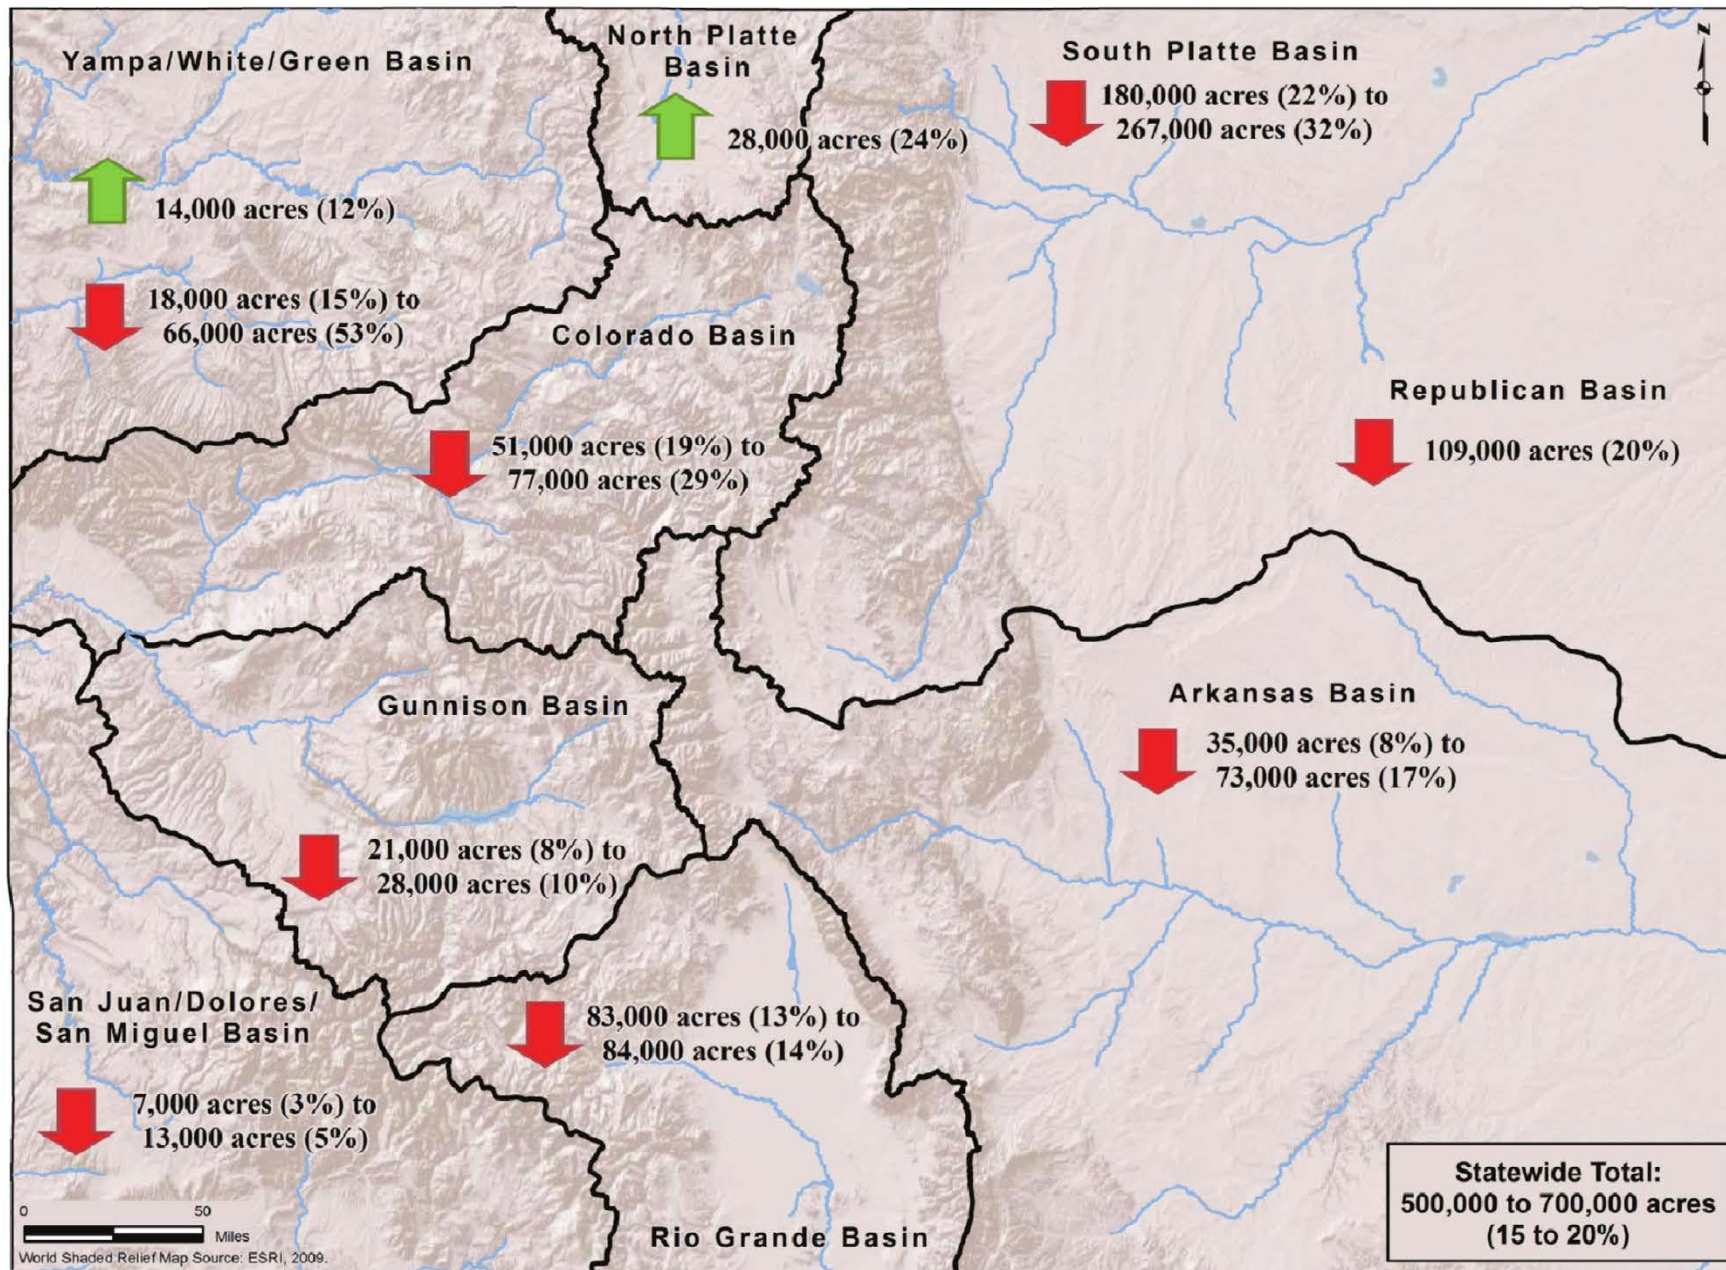 Yampa/White/Green Basin
14,000 acres (12%)
18,000 acres (15%) to
66,000 acres (53%)
North Platte
Basin
28,000 acres (24%)
South Platte Basin
180,000 acres (22%) to
267,000 acres (32%)
N
Colorado Basin
51,000 acres (19%) to
77,000 acres (29%)
Republican Basin
109,000 acres (20%)
Gunnison Basin
21,000 acres (8%) to
28,000 acres (10%)
Arkansas Basin
35,000 acres (8%) to
73,000 acres (17%)
San Juan/Dolores/
San Miguel Basin
7,000 acres (3%) to
13,000 acres (5%)
83,000 acres (13%) to
84,000 acres (14%)
Rio Grande Basin
Statewide Total:
500,000 to 700,000 acres
(15 to 20%)
0 50
Miles
World Shaded Relief Map Source: ESRI, 2009.